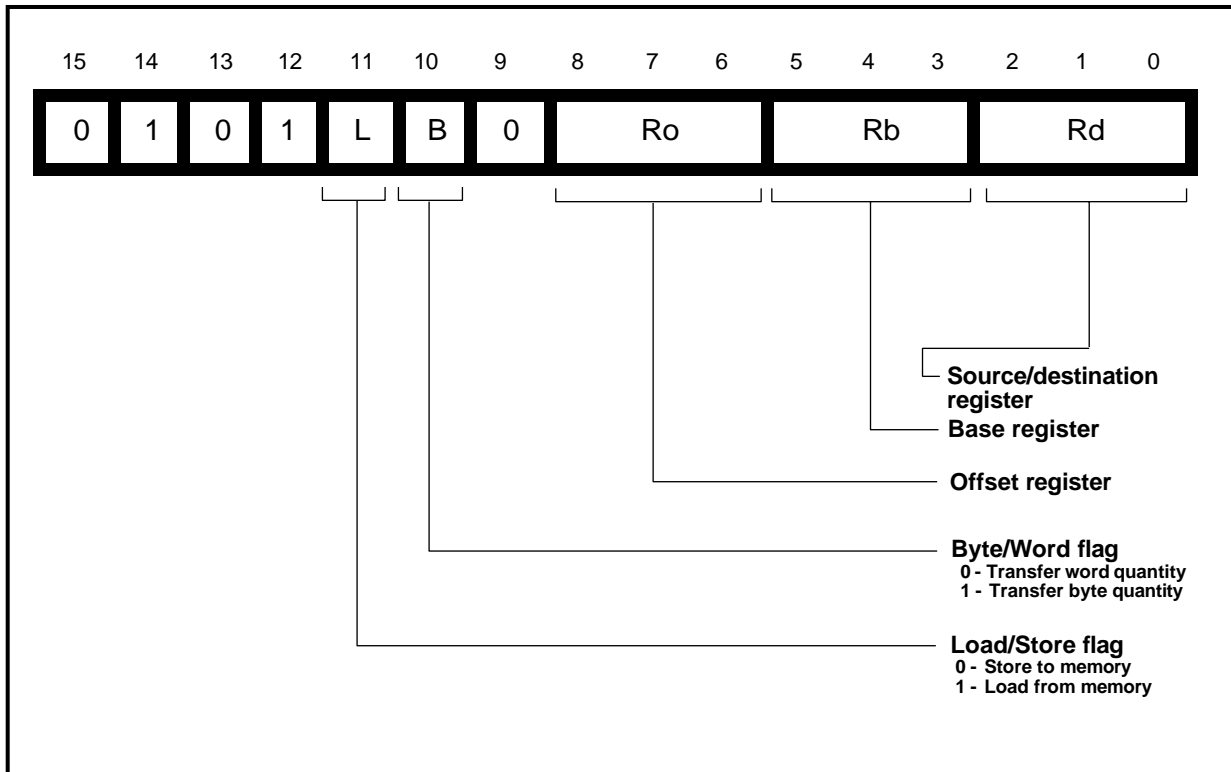 15 14 13 12 11 10 9 8 7 6 5 4 3 2 1 0
0 1 0 1 L B 0 Ro Rb Rd
Source/destination
register
Base register
Offset register
Byte/Word flag
0 - Transfer word quantity
1 - Transfer byte quantity
Load/Store flag
0 - Store to memory
1 - Load from memory